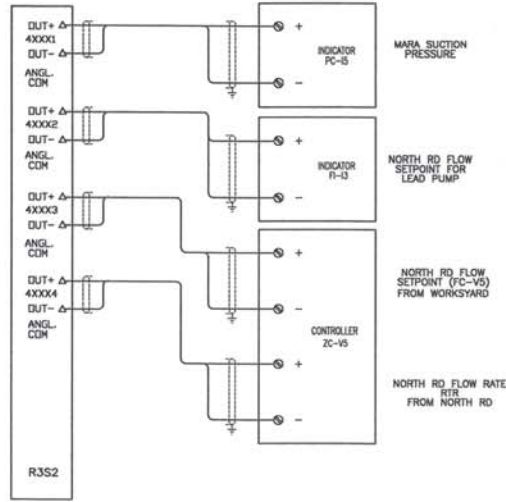 OUT+
4XXX1
OUT-
ANGL.
COM
OUT+
4XXX2
OUT-
ANGL.
COM
OUT+
4XXX3
OUT-
ANGL.
COM
OUT+
4XXX4
OUT-
ANGL.
COM
R3S2
+
INDICATOR
PC-I5
-
MARA SUCTION
PRESSURE
+
INDICATOR
FI-I3
-
NORTH RD FLOW
SETPOINT FOR
LEAD PUMP
+
-
CONTROLLER
ZC-V5
+
-
NORTH RD FLOW
SETPOINT (FC-V5)
FROM WORKSYARD
NORTH RD FLOW RATE
RTR
FROM NORTH RD